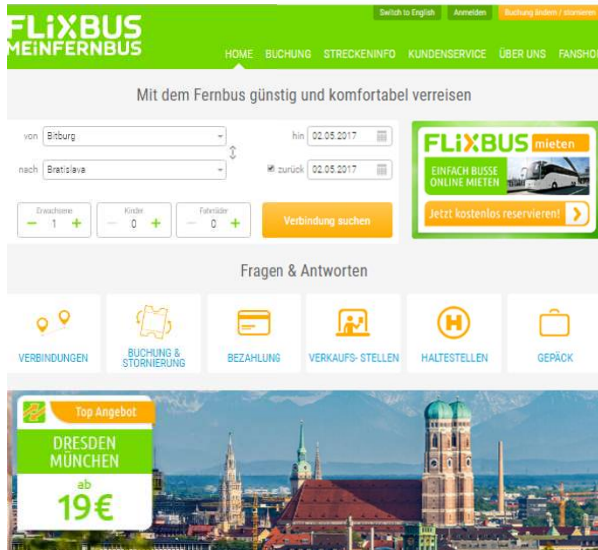 Switch to English Anmelden Buchung ändern / stornieren
FLiXBUS
MEiNFERNBUS
HOME BUCHUNG STRECKENINFO KUNDENSERVICE ÜBER UNS FANSHO
Mit dem Fernbus günstig und komfortabel verreisen
von Bitburg hin 02.05.2017
nach Bratislava zurück 02.05.2017
Erwachsene Kinder Fahrräder
− 1 + − 0 + − 0 +
Verbindung suchen
FLiXBUS mieten
EINFACH BUSSE
ONLINE MIETEN
Jetzt kostenlos reservieren!
Fragen & Antworten
H
VERBINDUNGEN BUCHUNG & STORNIERUNG BEZAHLUNG VERKAUFS- STELLEN HALTESTELLEN GEPÄCK
Top Angebot
DRESDEN
MÜNCHEN
ab
19 €